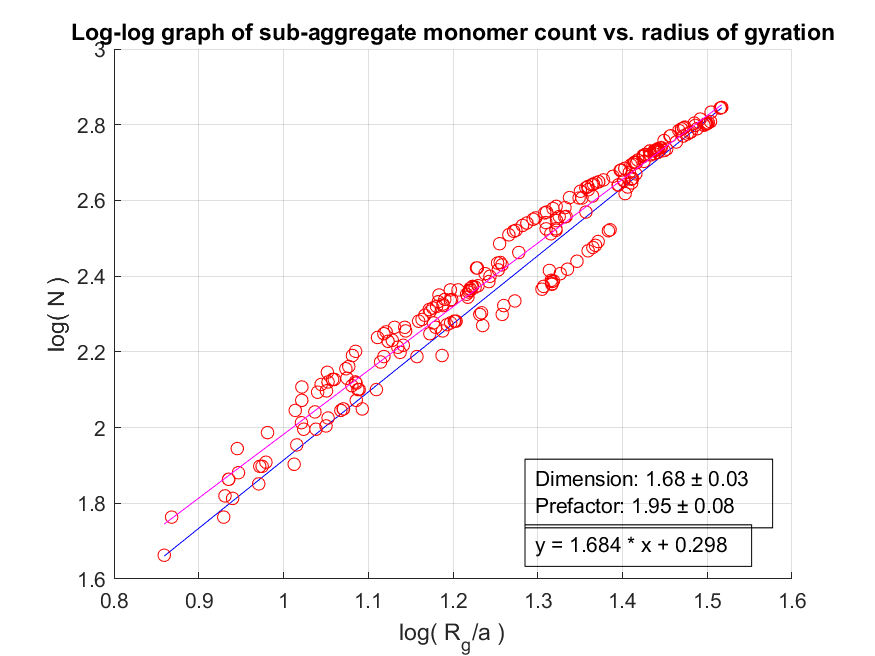 Log-log graph of sub-aggregate monomer count vs. radius of gyration
3
2.8
2.6
2.4
2.2
2
1.8
1.6
log( N )
Dimension: 1.68 ± 0.03
Prefactor: 1.95 ± 0.08
y = 1.684 * x + 0.298
0.8 0.9 1 1.1 1.2 1.3 1.4 1.5 1.6
log( R_g/a )